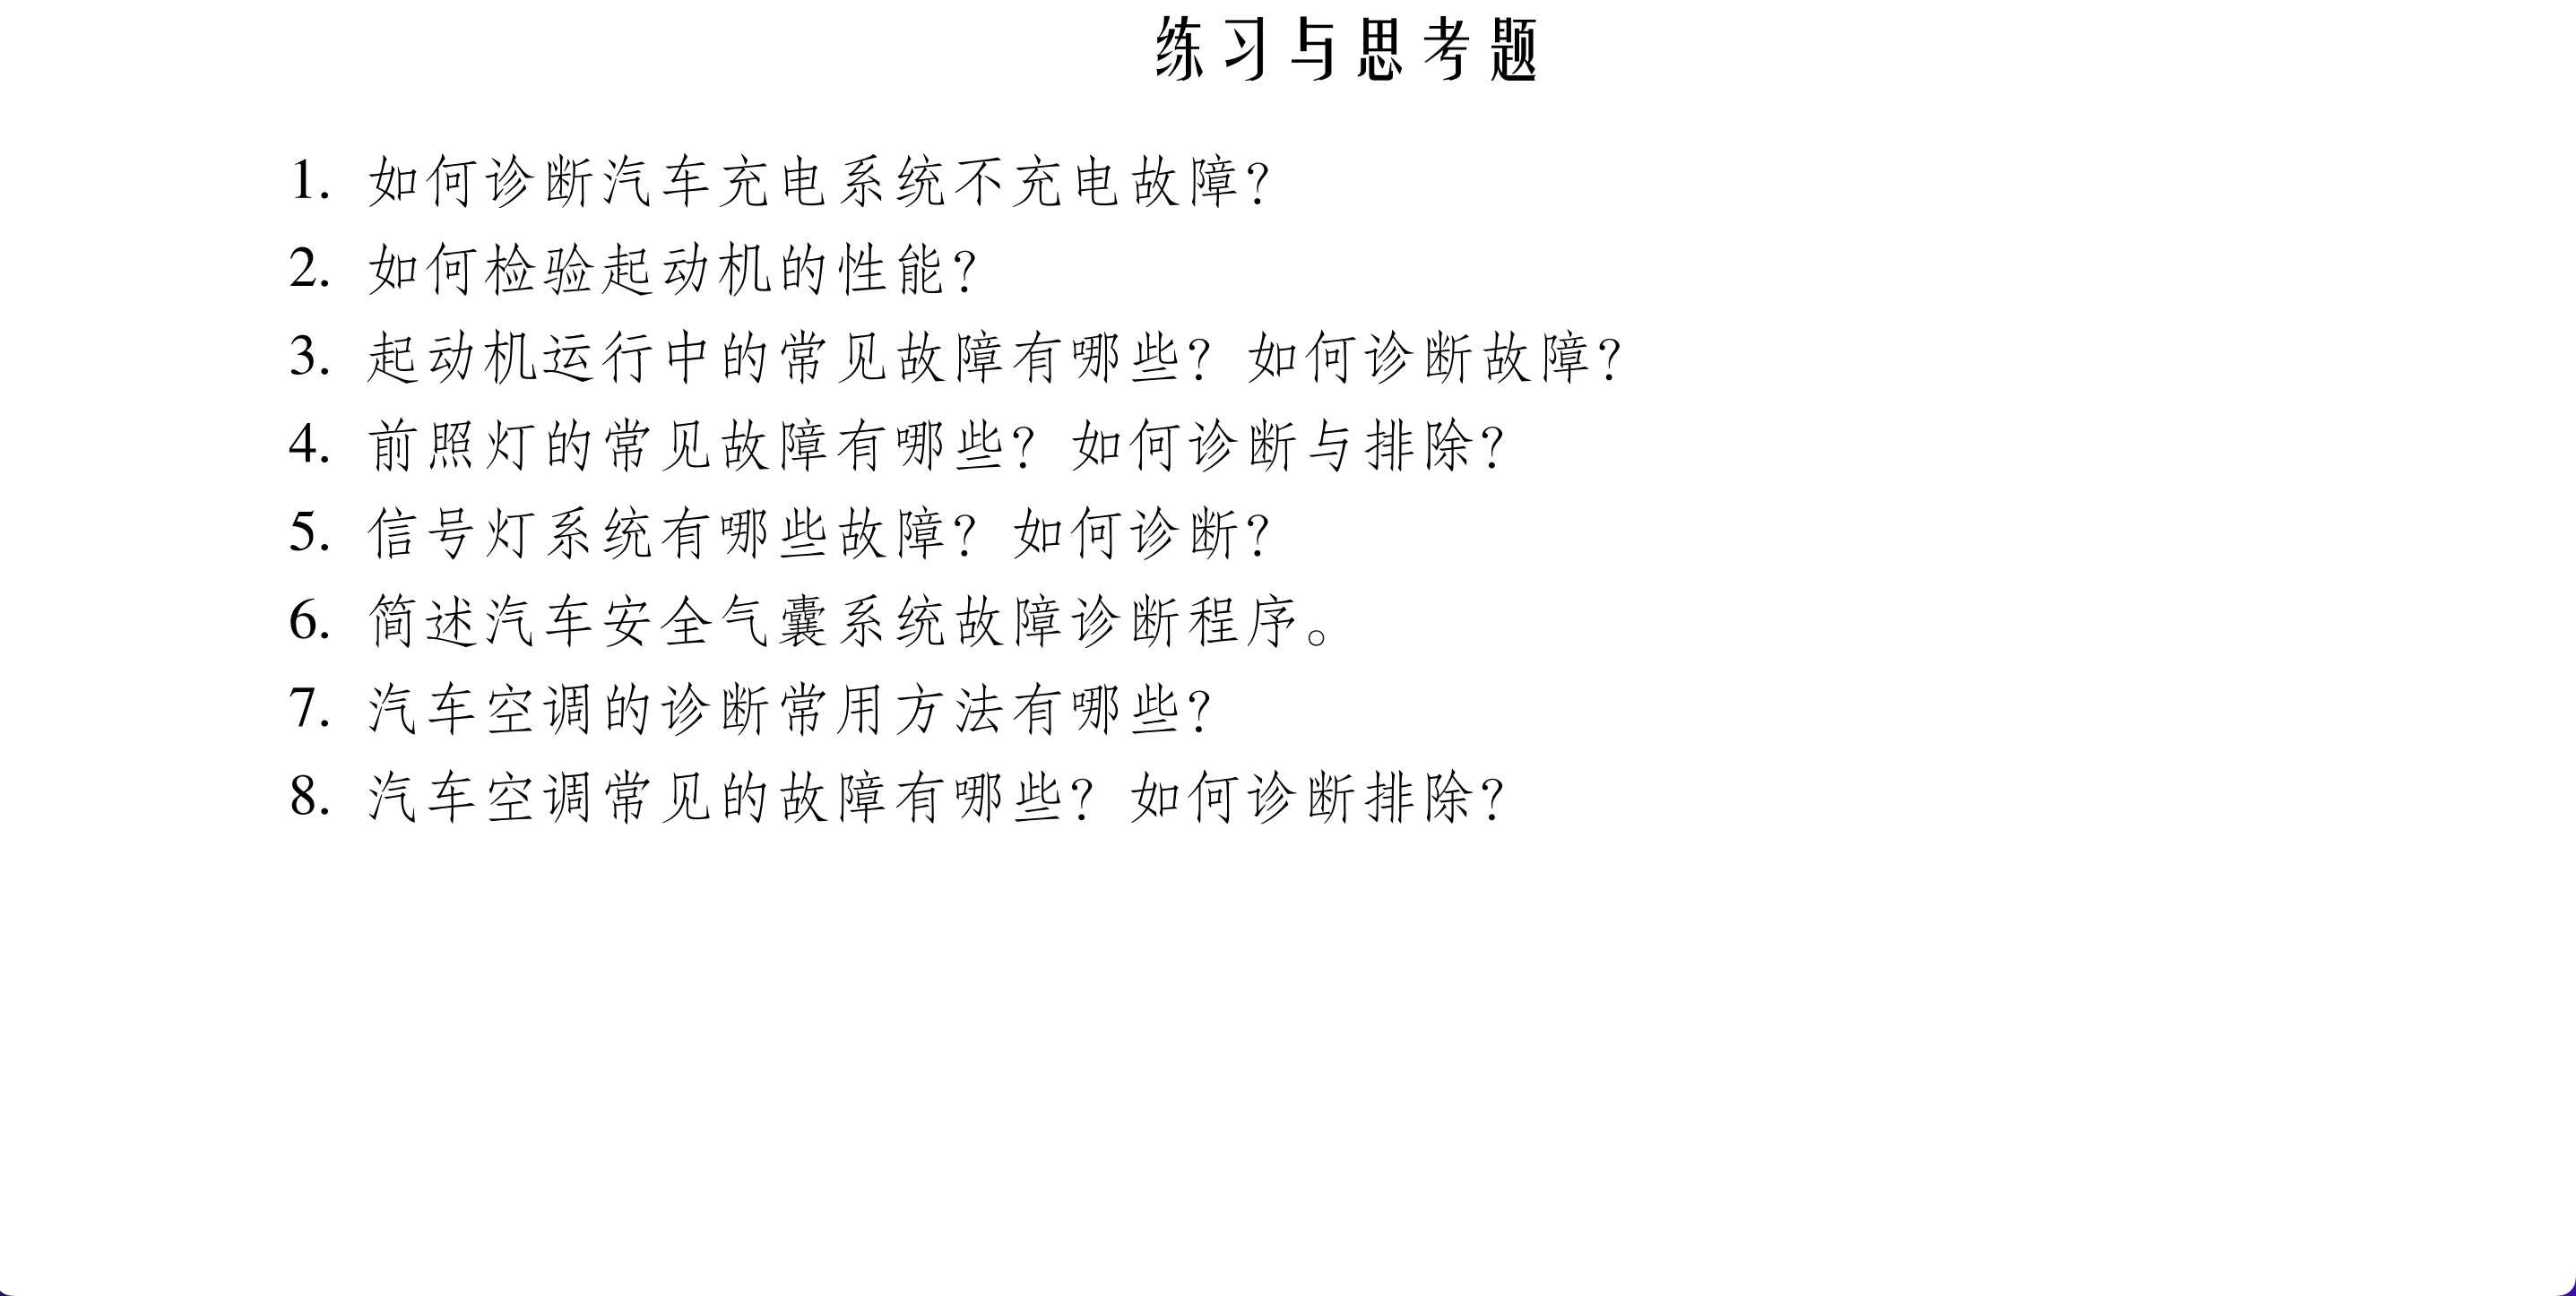 练习与思考题
1. 如何诊断汽车充电系统不充电故障?
2. 如何检验起动机的性能?
3. 起动机运行中的常见故障有哪些? 如何诊断故障?
4. 前照灯的常见故障有哪些? 如何诊断与排除?
5. 信号灯系统有哪些故障? 如何诊断?
6. 简述汽车安全气囊系统故障诊断程序。
7. 汽车空调的诊断常用方法有哪些?
8. 汽车空调常见的故障有哪些? 如何诊断排除?